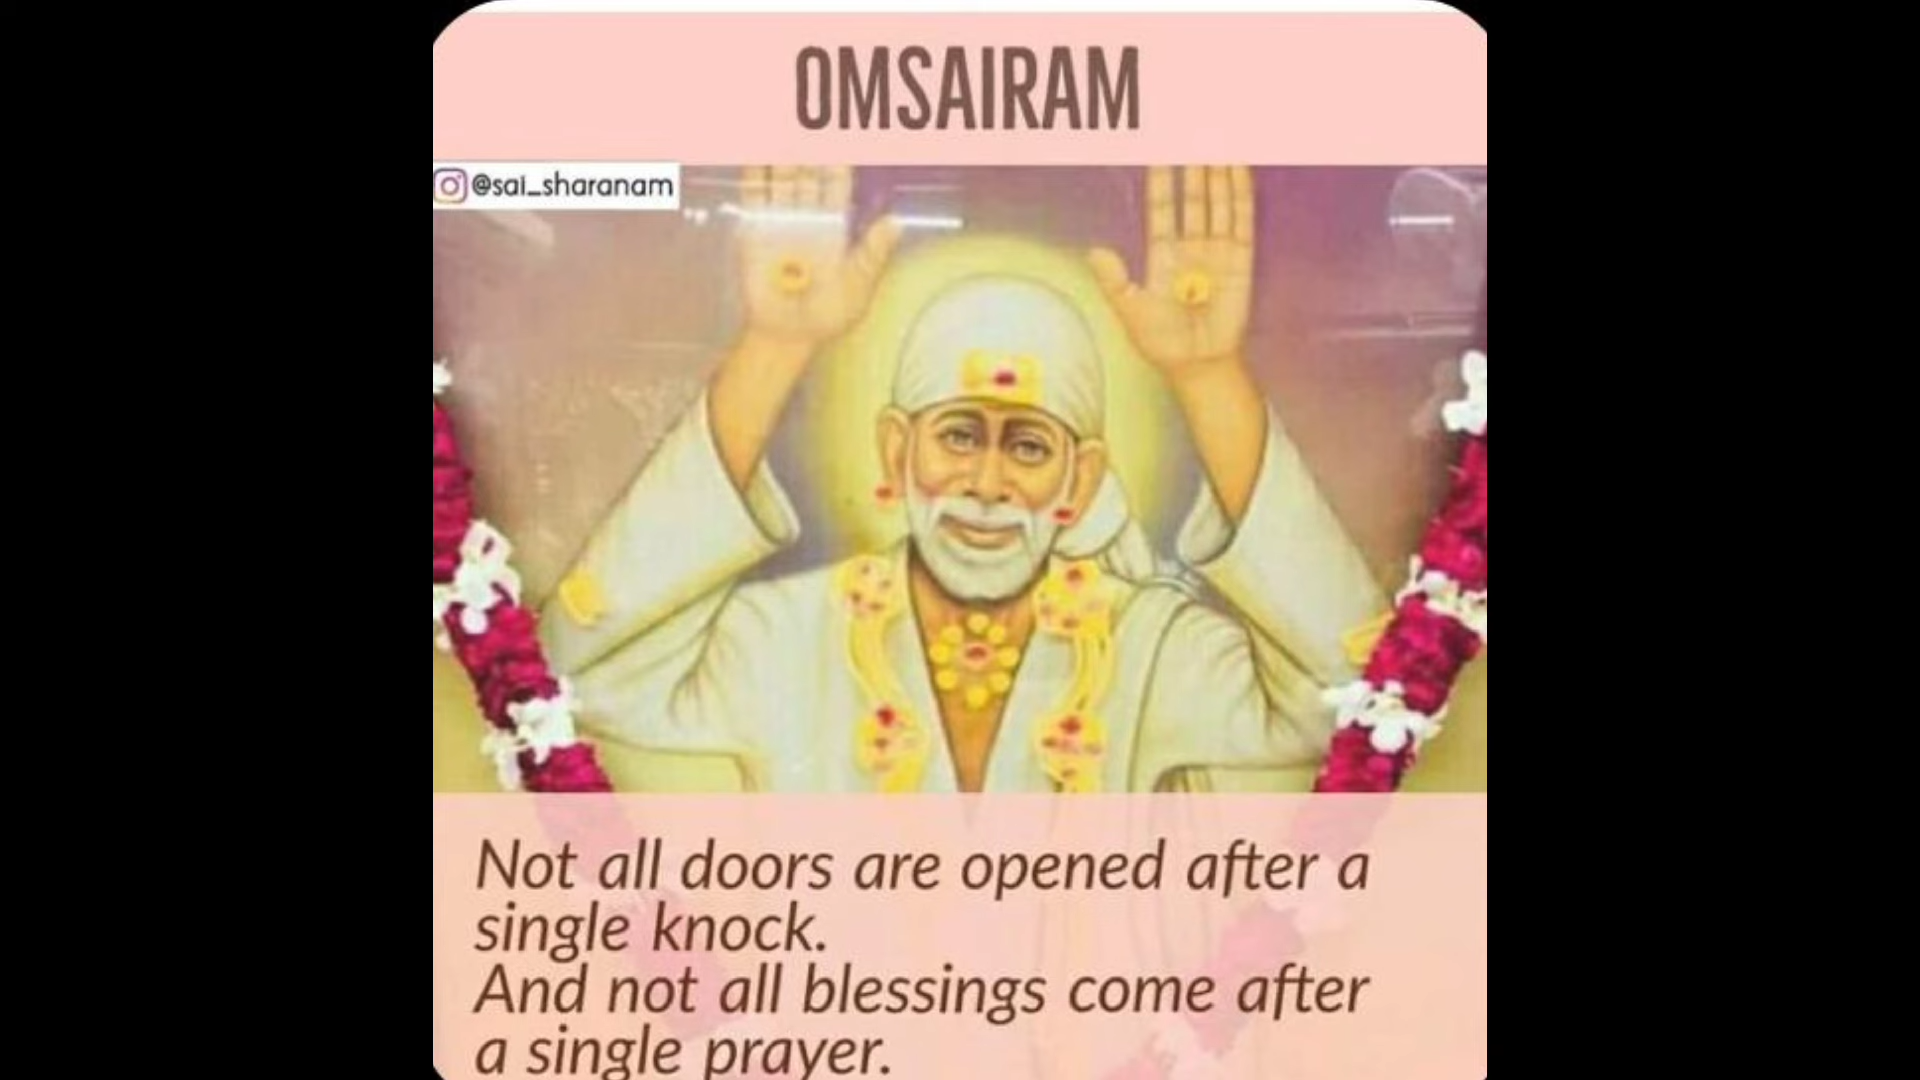 OMSAIRAM
@sai_sharanam
Not all doors are opened after a
single knock.
And not all blessings come after
a single prayer.